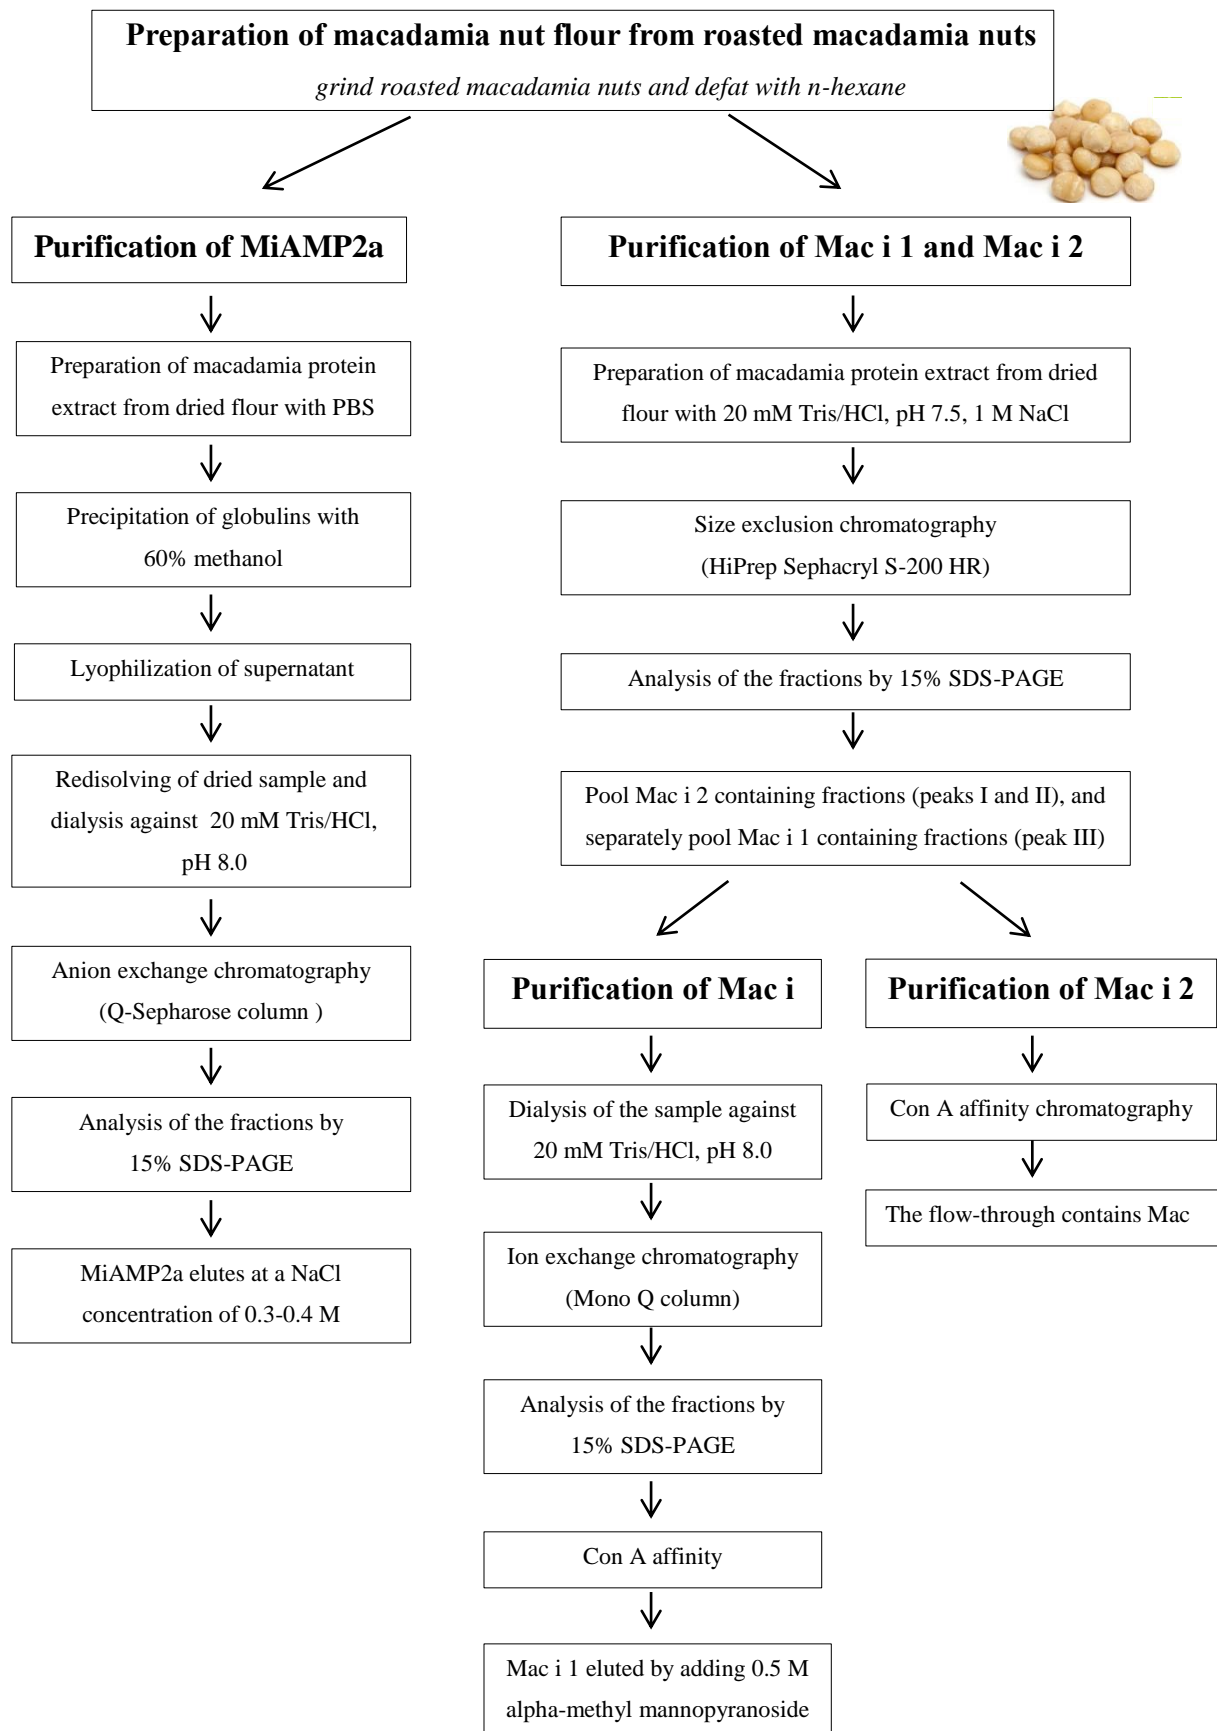 Preparation of macadamia nut flour from roasted macadamia nuts
grind roasted macadamia nuts and defat with n-hexane
Purification of MiAMP2a
Preparation of macadamia protein
extract from dried flour with PBS
Precipitation of globulins with
60% methanol
Lyophilization of supernatant
Redisolving of dried sample and
dialysis against 20 mM Tris/HCl,
pH 8.0
Anion exchange chromatography
(Q-Sepharose column )
Analysis of the fractions by
15% SDS-PAGE
MiAMP2a elutes at a NaCl
concentration of 0.3-0.4 M
Purification of Mac i 1 and Mac i 2
Preparation of macadamia protein extract from dried
flour with 20 mM Tris/HCl, pH 7.5, 1 M NaCl
Size exclusion chromatography
(HiPrep Sephacryl S-200 HR)
Analysis of the fractions by 15% SDS-PAGE
Pool Mac i 2 containing fractions (peaks I and II), and
separately pool Mac i 1 containing fractions (peak III)
Purification of Mac i
Dialysis of the sample against
20 mM Tris/HCl, pH 8.0
Ion exchange chromatography
(Mono Q column)
Analysis of the fractions by
15% SDS-PAGE
Con A affinity
Mac i 1 eluted by adding 0.5 M
alpha-methyl mannopyranoside
Purification of Mac i 2
Con A affinity chromatography
The flow-through contains Mac